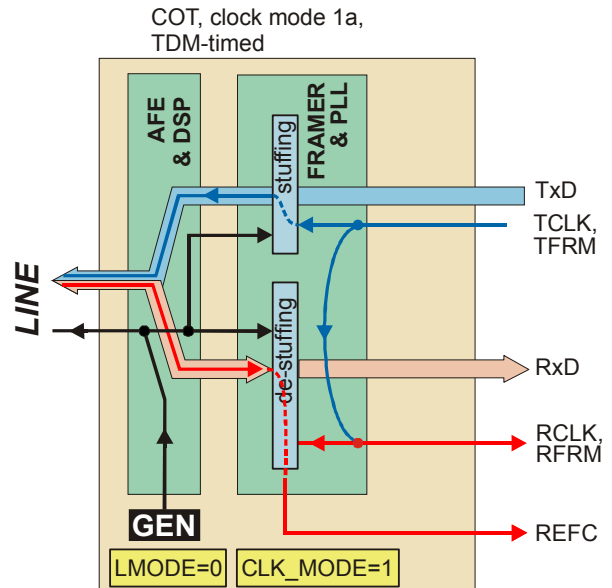 COT, clock mode 1a,
TDM-timed
AFE
& DSP
FRAMER
& PLL
stuffing
TxD
TCLK,
TFRM
LINE
de-stuffing
RxD
RCLK,
RFRM
GEN
REFC
LMODE=0
CLK_MODE=1